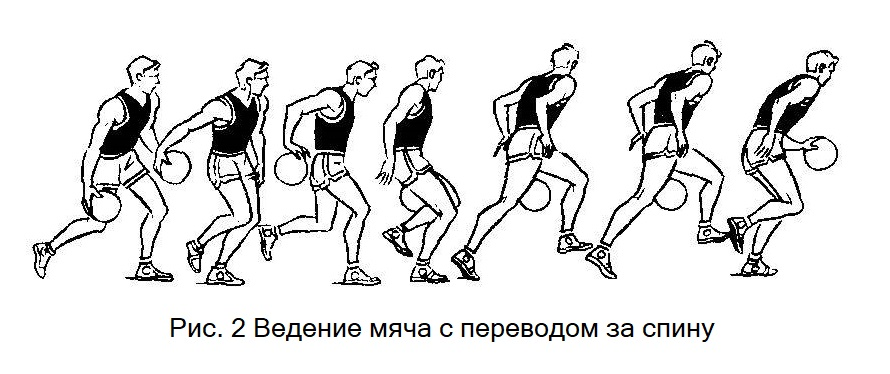 Рис. 2 Ведение мяча с переводом за спину